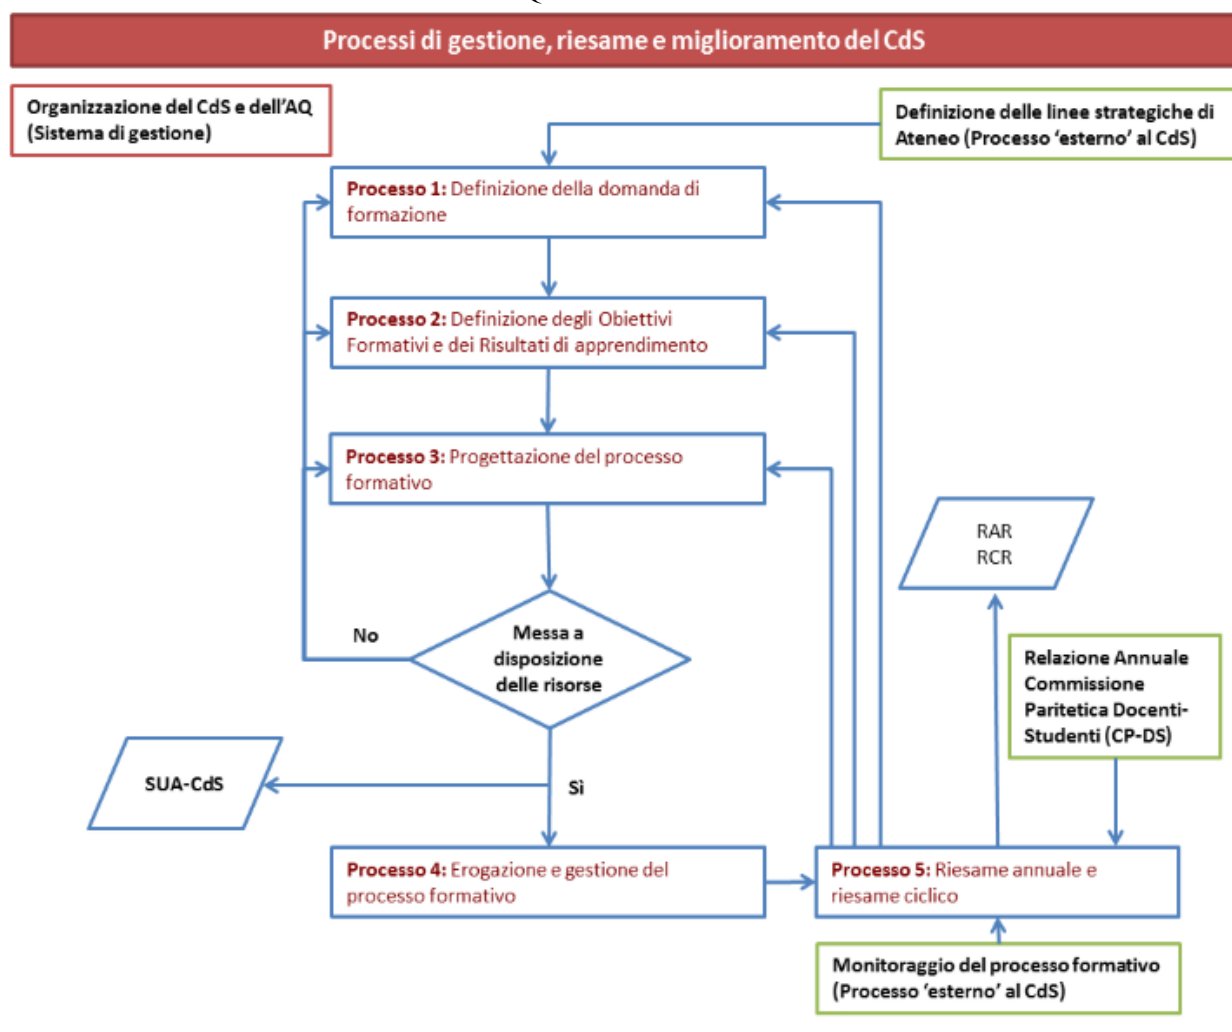 Processi di gestione, riesame e miglioramento del CdS
Organizzazione del CdS e dell'AQ
(Sistema di gestione)
Definizione delle linee strategiche di
Ateneo (Processo 'esterno' al CdS)
Processo 1: Definizione della domanda di
formazione
Processo 2: Definizione degli Obiettivi
Formativi e dei Risultati di apprendimento
Processo 3: Progettazione del processo
formativo
RAR
RCR
No
Messa a
disposizione
delle risorse
Relazione Annuale
Commissione
Paritetica Docenti-
Studenti (CP-DS)
SUA-CdS
Sì
Processo 4: Erogazione e gestione del
processo formativo
Processo 5: Riesame annuale e
riesame ciclico
Monitoraggio del processo formativo
(Processo 'esterno' al CdS)